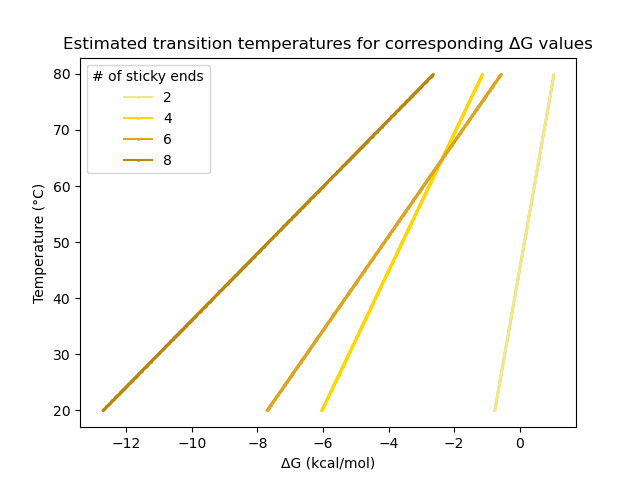 Estimated transition temperatures for corresponding ΔG values
# of sticky ends
2
4
6
8
Temperature (°C)
80
70
60
50
40
30
20
−12 −10 −8 −6 −4 −2 0
ΔG (kcal/mol)